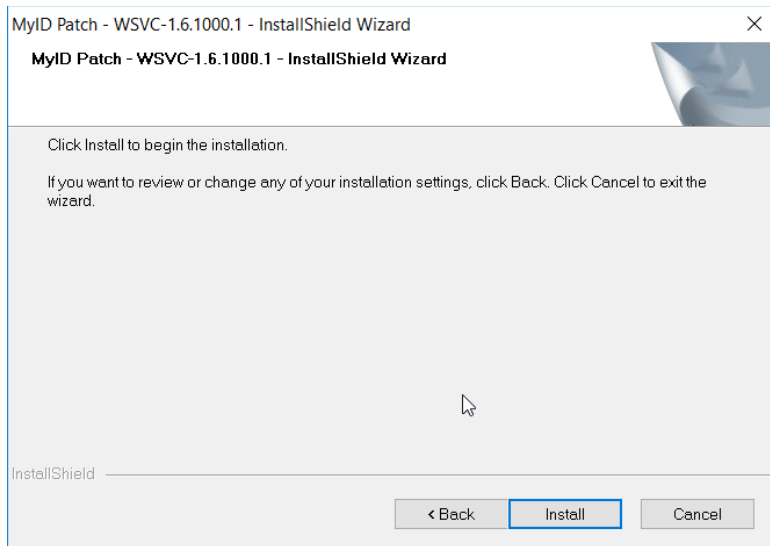 MyID Patch - WSVC-1.6.1000.1 - InstallShield Wizard
MyID Patch - WSVC-1.6.1000.1 - InstallShield Wizard
Click Install to begin the installation.
If you want to review or change any of your installation settings, click Back. Click Cancel to exit the
wizard.
InstallShield
< Back
Install
Cancel